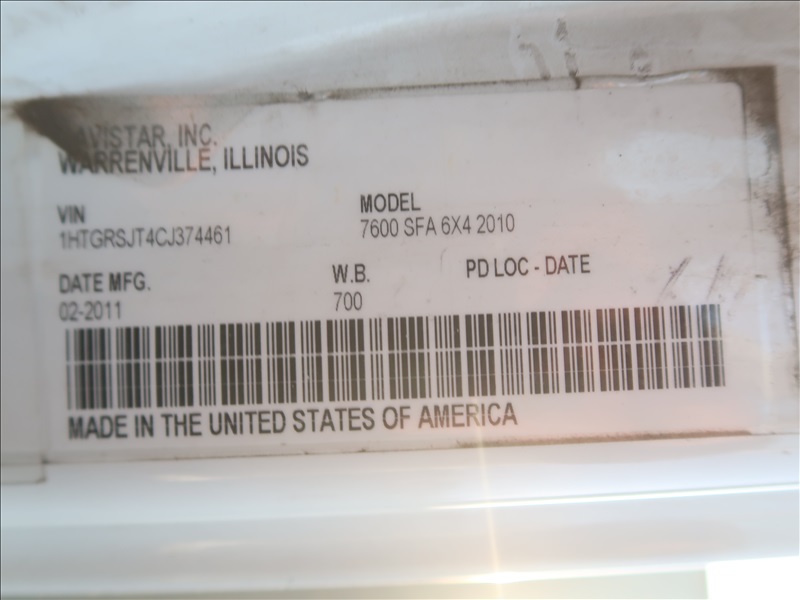 NAVISTAR, INC.
WARRENVILLE, ILLINOIS
VIN MODEL
1HTGRSJT4CJ374461 7600 SFA 6X4 2010
DATE MFG. W.B. PD LOC - DATE
02-2011 700
MADE IN THE UNITED STATES OF AMERICA